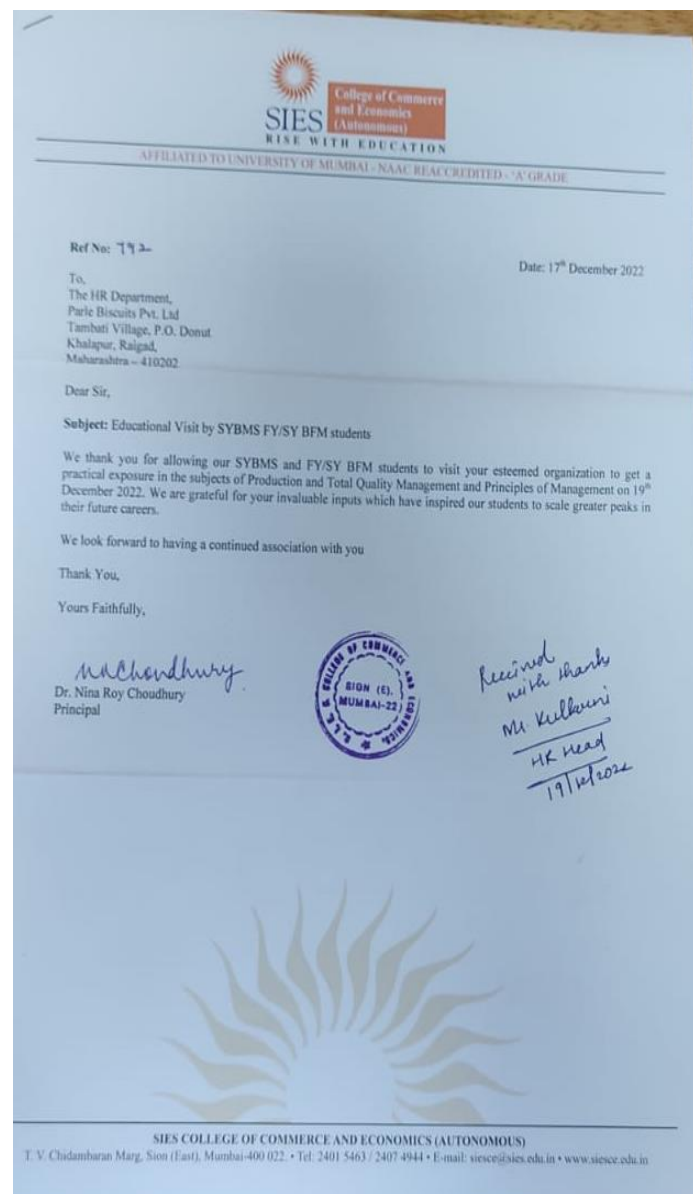 SIES
College of Commerce
and Economics
(Autonomous)
RISE WITH EDUCATION
AFFILIATED TO UNIVERSITY OF MUMBAI - NAAC REACCREDITED - 'A' GRADE
Ref No: 792
Date: 17th December 2022
To,
The HR Department,
Parle Biscuits Pvt. Ltd
Tambati Village, P.O. Donut
Khalapur, Raigad,
Maharashtra – 410202
Dear Sir,
Subject: Educational Visit by SYBMS FY/SY BFM students
We thank you for allowing our SYBMS and FY/SY BFM students to visit your esteemed organization to get a
practical exposure in the subjects of Production and Total Quality Management and Principles of Management on 19th
December 2022. We are grateful for your invaluable inputs which have inspired our students to scale greater peaks in
their future careers.
We look forward to having a continued association with you
Thank You,
Yours Faithfully,
Dr. Nina Roy Choudhury
Principal
S.I.E.S. COLLEGE OF COMMERCE AND ECONOMICS.
SION (E).
MUMBAI-22
Received
with thanks
Mr. Kulkarni
HR Head
19/12/2022
SIES COLLEGE OF COMMERCE AND ECONOMICS (AUTONOMOUS)
T. V. Chidambaran Marg, Sion (East), Mumbai-400 022. • Tel: 2401 5463 / 2407 4944 • E-mail: siesce@sies.edu.in • www.siesce.edu.in